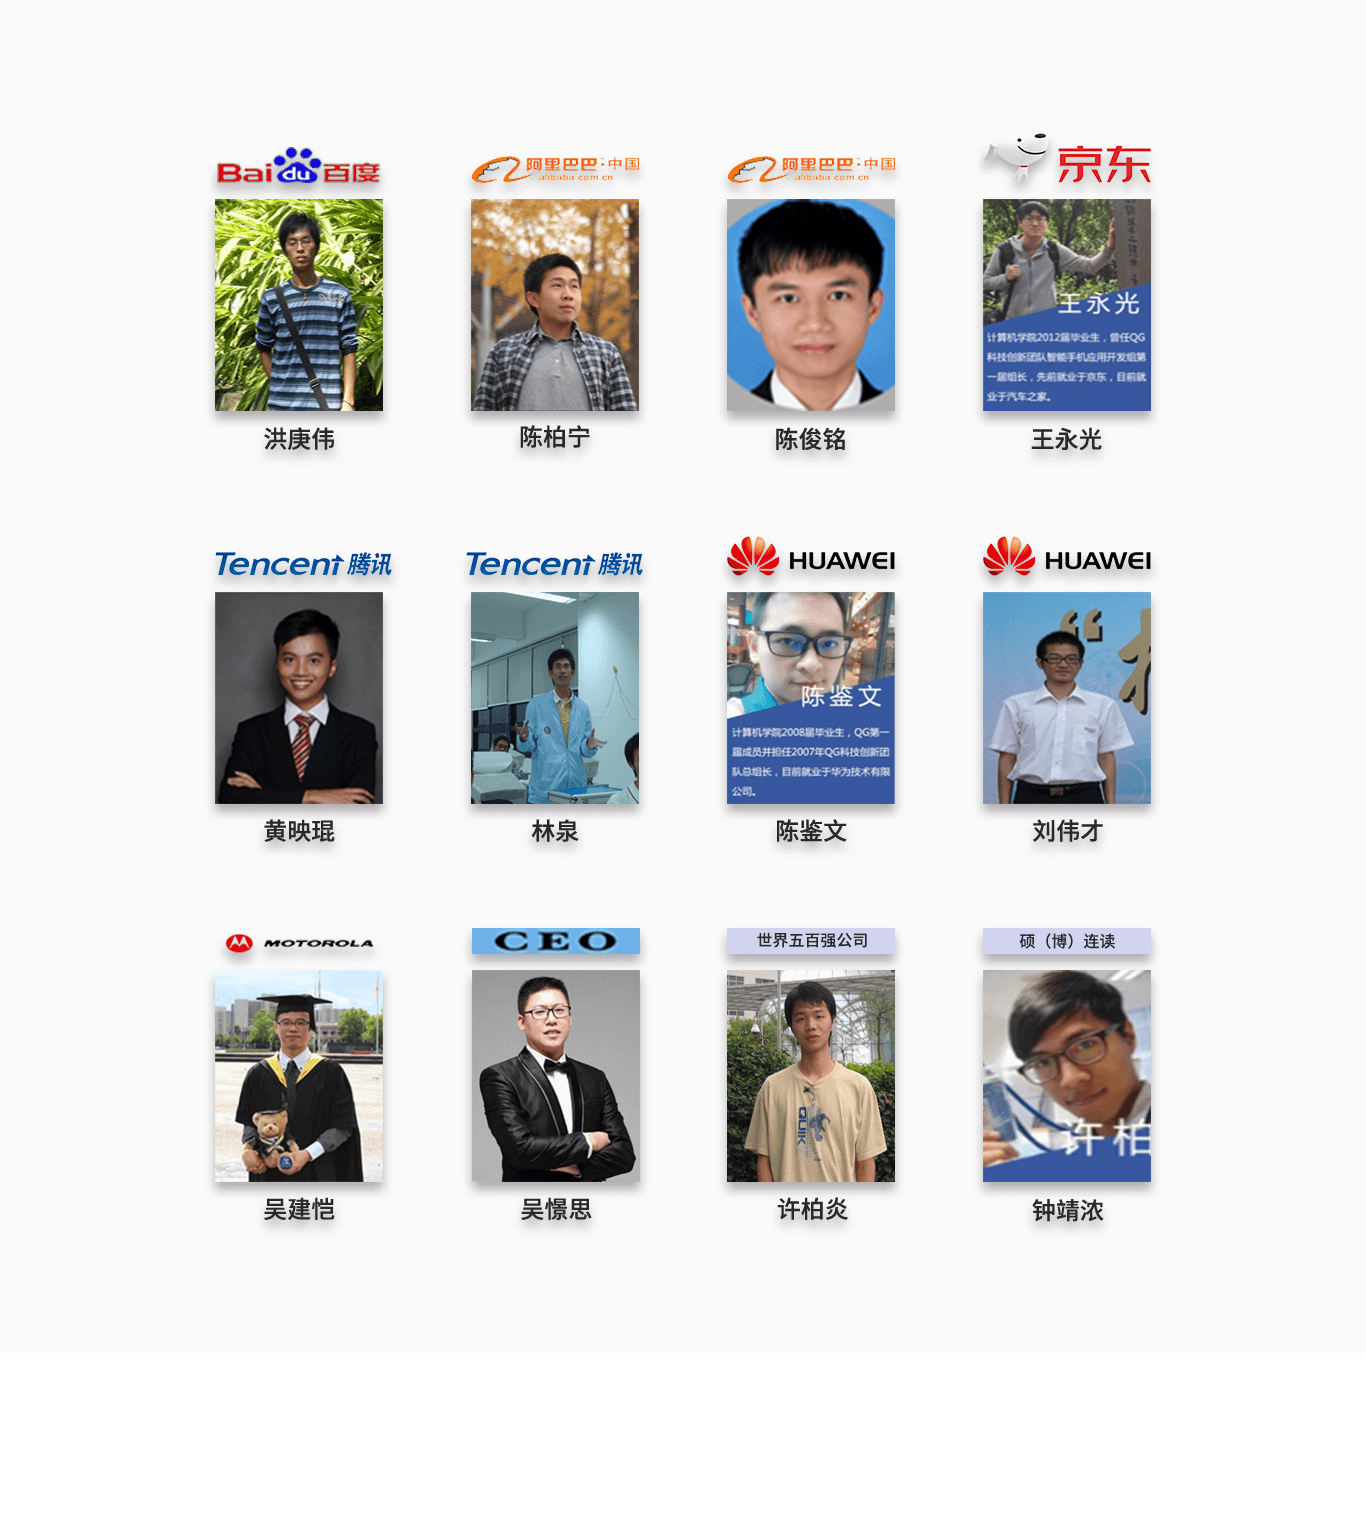 Bai du 百度
阿里巴巴·中国
alibaba.com.cn
阿里巴巴·中国
alibaba.com.cn
京东
王永光
计算机学院2012届毕业生，曾任QG
科技创新团队智能手机应用开发组第
一届组长，先前就业于京东，目前就
业于汽车之家。
洪庚伟
陈柏宁
陈俊铭
王永光
Tencent 腾讯
Tencent 腾讯
HUAWEI
HUAWEI
陈鉴文
计算机学院2008届毕业生，QG第一
届成员并担任2007年QG科技创新团
队总组长，目前就业于华为技术有限
公司。
黄映琨
林泉
陈鉴文
刘伟才
MOTOROLA
CEO
世界五百强公司
硕（博）连读
QUIK
许柏
吴建恺
吴憬思
许柏炎
钟靖浓